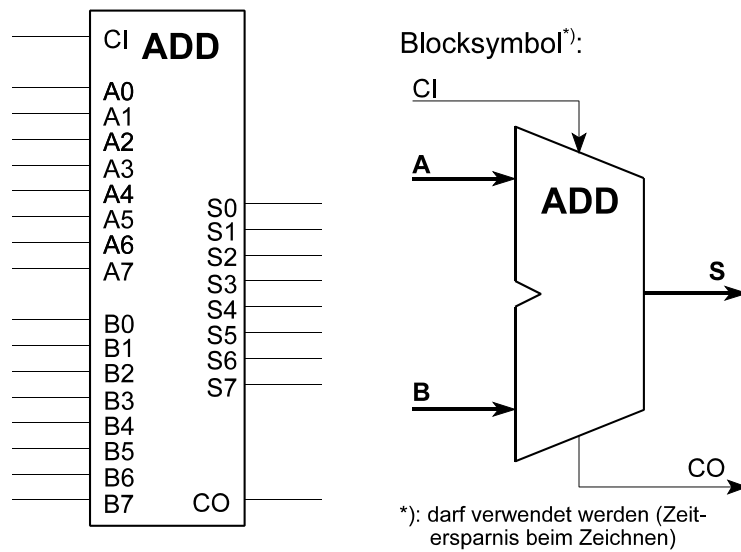 CI ADD
A0
A1
A2
A3
A4
A5
A6
A7
B0
B1
B2
B3
B4
B5
B6
B7
S0
S1
S2
S3
S4
S5
S6
S7
CO
Blocksymbol*):
CI
A
ADD
S
B
CO
*): darf verwendet werden (Zeit-
ersparnis beim Zeichnen)